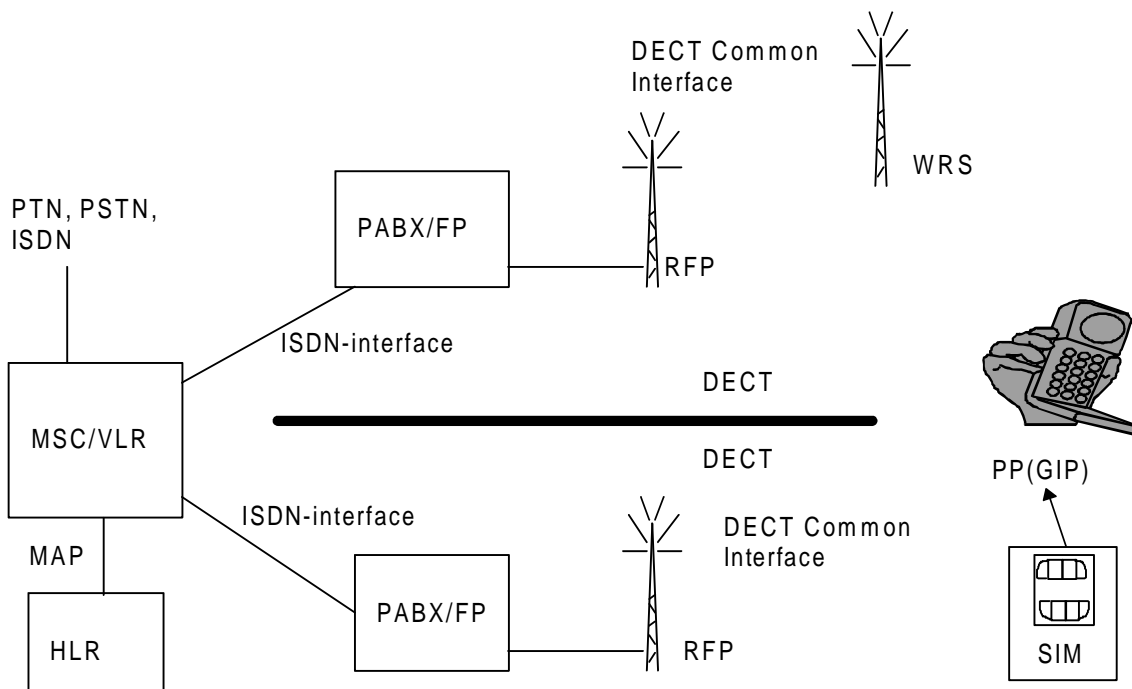 DECT Common
Interface
WRS
PTN, PSTN,
ISDN
PABX/FP
RFP
ISDN-interface
DECT
MSC/VLR
DECT
PP(GIP)
ISDN-interface
DECT Common
Interface
MAP
PABX/FP
HLR
RFP
SIM